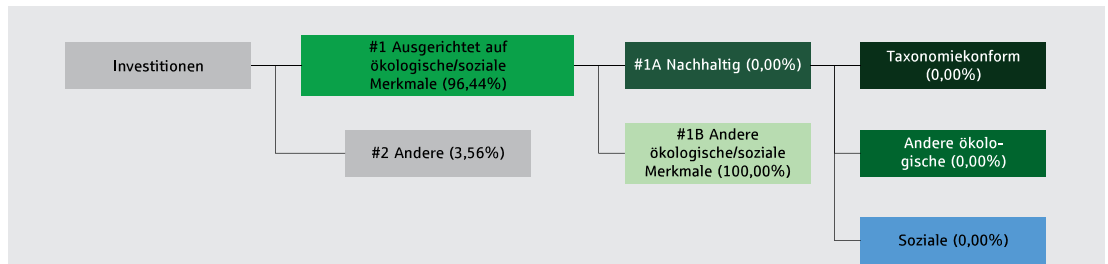 Investitionen
#1 Ausgerichtet auf
ökologische/soziale
Merkmale (96,44%)
#1A Nachhaltig (0,00%)
Taxonomiekonform
(0,00%)
#2 Andere (3,56%)
#1B Andere
ökologische/soziale
Merkmale (100,00%)
Andere ökolo-
gische (0,00%)
Soziale (0,00%)